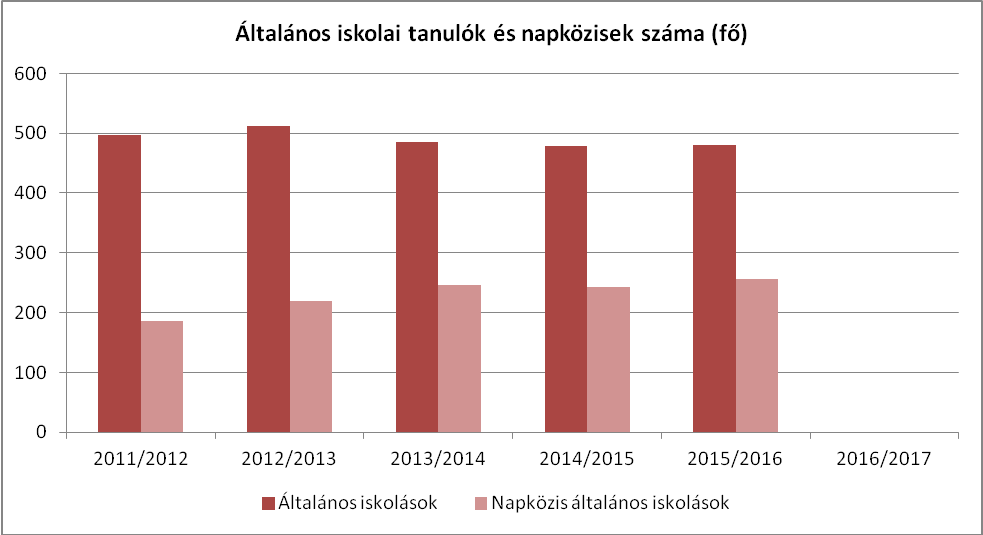 Általános iskolai tanulók és napközisek száma (fő)
600
500
400
300
200
100
0
2011/2012 2012/2013 2013/2014 2014/2015 2015/2016 2016/2017
Általános iskolások Napközis általános iskolások